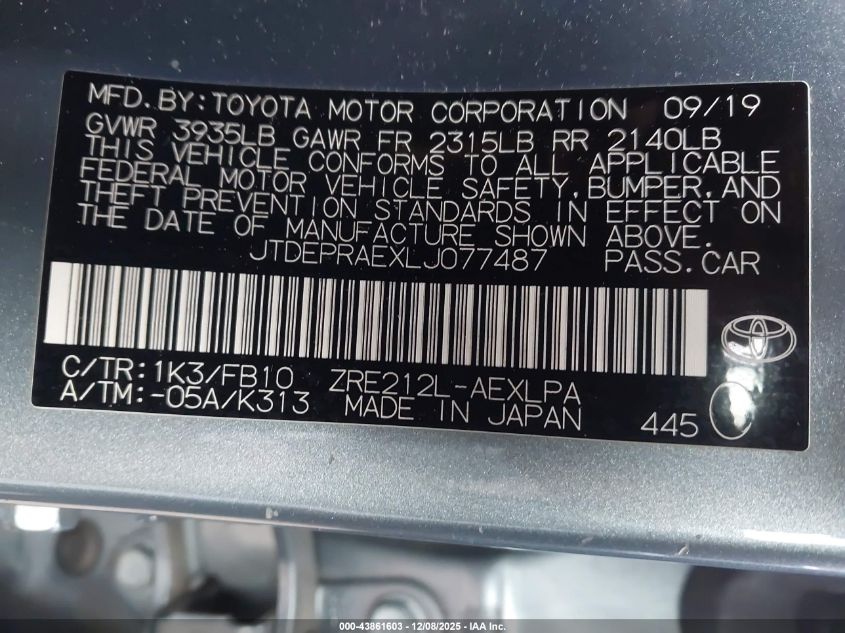 MFD.BY:TOYOTA MOTOR CORPORATION 09/19
GVWR 3935LB GAWR FR 2315LB RR 2140LB
THIS VEHICLE CONFORMS TO ALL APPLICABLE
FEDERAL MOTOR VEHICLE SAFETY,BUMPER,AND
THEFT PREVENTION STANDARDS IN EFFECT ON
THE DATE OF MANUFACTURE SHOWN ABOVE.
JTDEPRAEXLJ077487 PASS.CAR
C/TR:1K3/FB10 ZRE212L-AEXLPA
A/TM:-05A/K313 MADE IN JAPAN
445
000-43861603 - 12/08/2025 - IAA Inc.